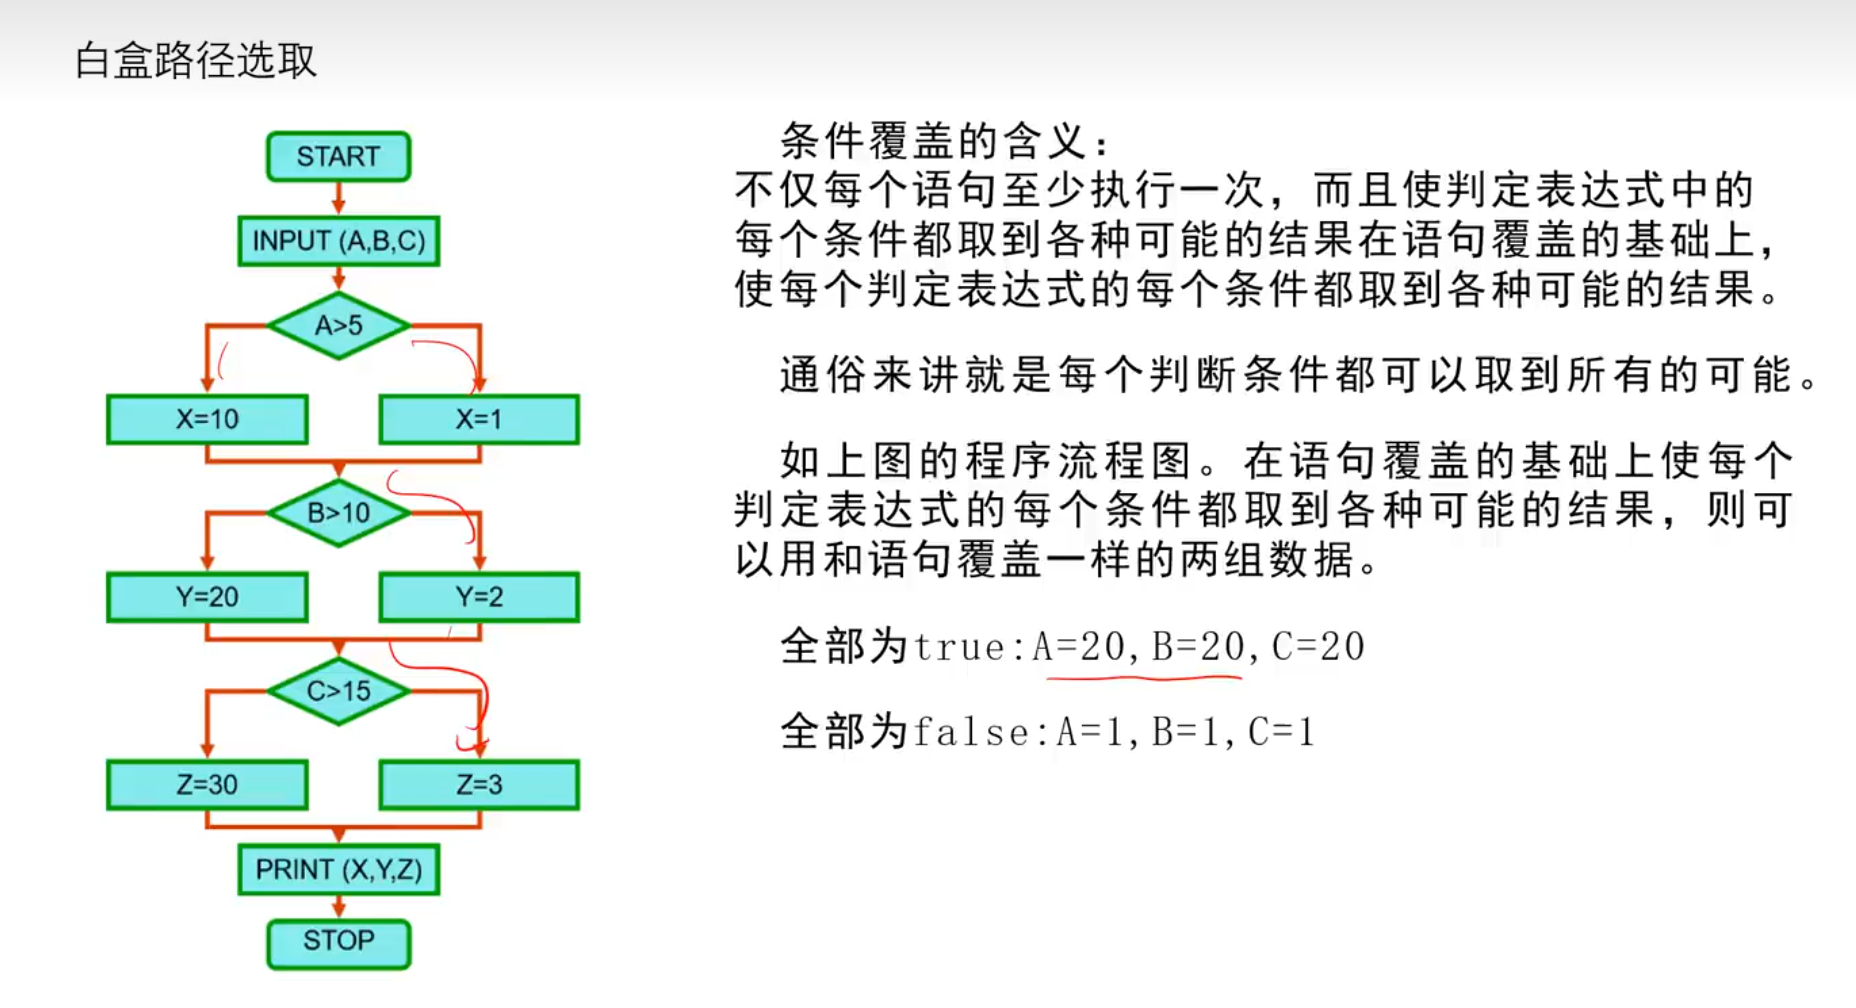 白盒路径选取
START
INPUT (A,B,C)
A>5
X=10
X=1
B>10
Y=20
Y=2
C>15
Z=30
Z=3
PRINT (X,Y,Z)
STOP
条件覆盖的含义：
不仅每个语句至少执行一次，而且使判定表达式中的
每个条件都取到各种可能的结果在语句覆盖的基础上，
使每个判定表达式的每个条件都取到各种可能的结果。
通俗来讲就是每个判断条件都可以取到所有的可能。
如上图的程序流程图。在语句覆盖的基础上使每个
判定表达式的每个条件都取到各种可能的结果，则可
以用和语句覆盖一样的两组数据。
全部为true:A=20,B=20,C=20
全部为false:A=1,B=1,C=1